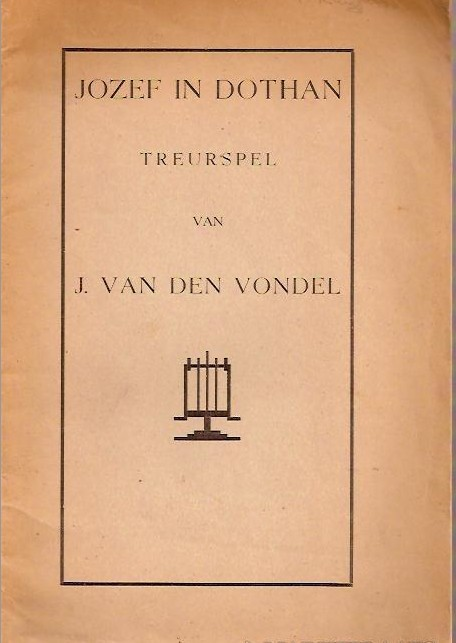 JOZEF IN DOTHAN
TREURSPEL
VAN
J. VAN DEN VONDEL